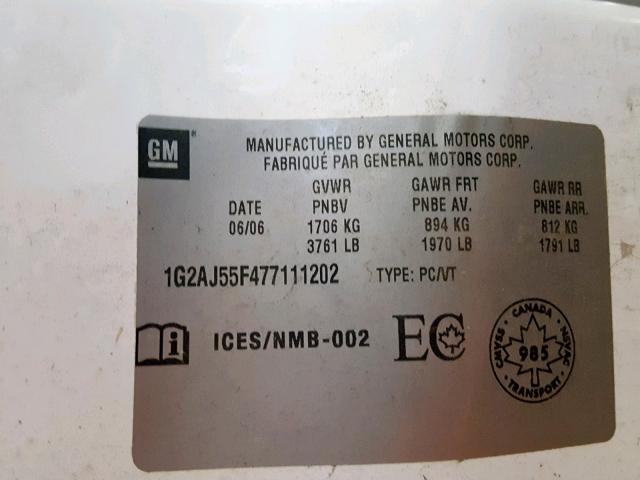 GM
MANUFACTURED BY GENERAL MOTORS CORP.
FABRIQUÉ PAR GENERAL MOTORS CORP.
GVWR GAWR FRT GAWR RR
DATE PNBV PNBE AV. PNBE ARR.
06/06 1706 KG 894 KG 812 KG
3761 LB 1970 LB 1791 LB
1G2AJ55F477111202 TYPE: PC/VT
i ICES/NMB-002 EC
CANADA
CMVSS 985 NSVAC
TRANSPORT